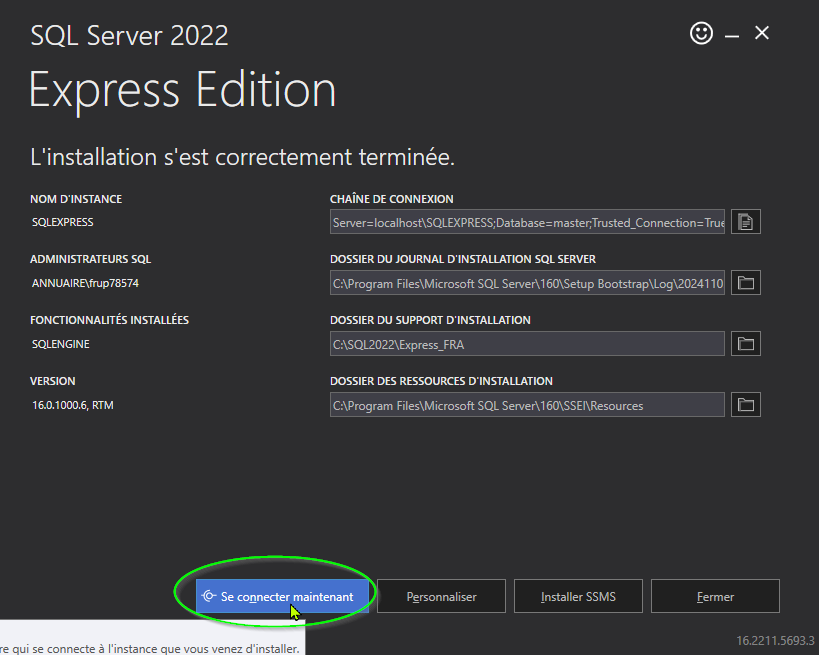 SQL Server 2022
Express Edition
L'installation s'est correctement terminée.
NOM D'INSTANCE
SQLEXPRESS
CHAÎNE DE CONNEXION
Server=localhost\SQLEXPRESS;Database=master;Trusted_Connection=True
ADMINISTRATEURS SQL
ANNUAIRE\frup78574
DOSSIER DU JOURNAL D'INSTALLATION SQL SERVER
C:\Program Files\Microsoft SQL Server\160\Setup Bootstrap\Log\2024110
FONCTIONNALITÉS INSTALLÉES
SQLENGINE
DOSSIER DU SUPPORT D'INSTALLATION
C:\SQL2022\Express_FRA
VERSION
16.0.1000.6, RTM
DOSSIER DES RESSOURCES D'INSTALLATION
C:\Program Files\Microsoft SQL Server\160\SSEI\Resources
Se connecter maintenant
Personnaliser
Installer SSMS
Fermer
16.2211.5693.3
re qui se connecte à l'instance que vous venez d'installer.